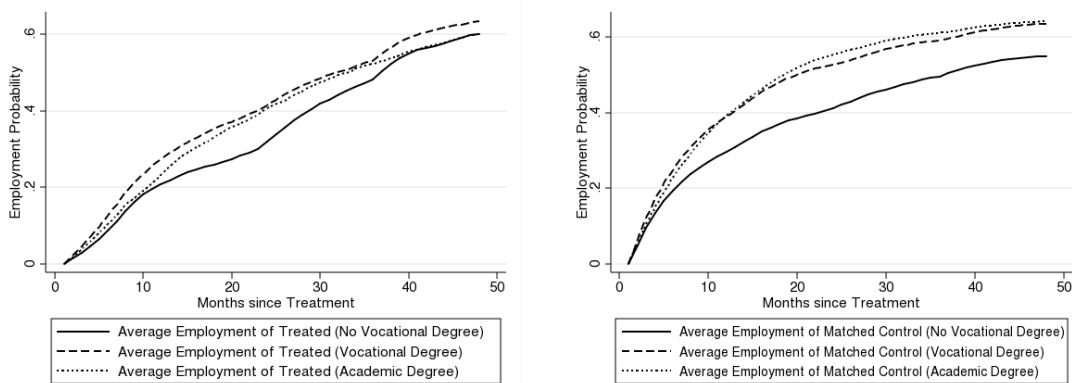 Employment Probability
0
.2
.4
.6
0
10
20
30
40
50
Months since Treatment
Average Employment of Treated (No Vocational Degree)
Average Employment of Treated (Vocational Degree)
Average Employment of Treated (Academic Degree)
Employment Probability
0
.2
.4
.6
0
10
20
30
40
50
Months since Treatment
Average Employment of Matched Control (No Vocational Degree)
Average Employment of Matched Control (Vocational Degree)
Average Employment of Matched Control (Academic Degree)